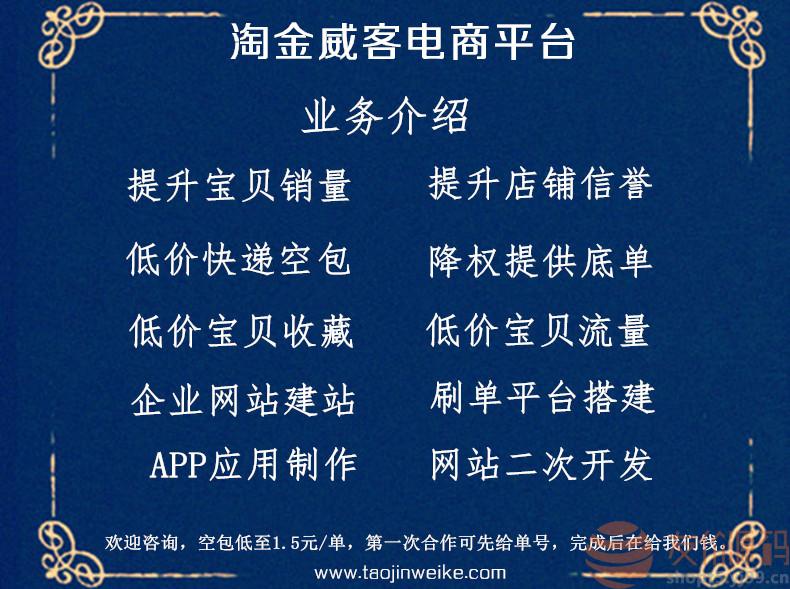 淘金威客电商平台
业务介绍
提升宝贝销量 提升店铺信誉
低价快递空包 降权提供底单
低价宝贝收藏 低价宝贝流量
企业网站建站 刷单平台搭建
APP应用制作 网站二次开发
欢迎咨询，空包低至1.5元/单，第一次合作可先给单号，完成后在给我们钱。
www.taojinweike.com